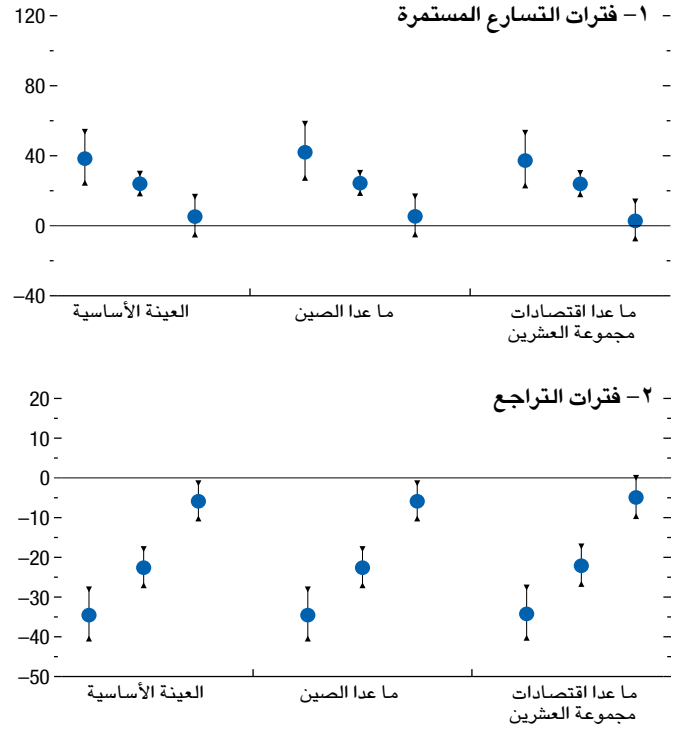 ١– فترات التسارع المستمرة
120
80
40
0
–40
العينة الأساسية
ما عدا الصين
ما عدا اقتصادات
مجموعة العشرين
٢– فترات التراجع
20
10
0
–10
–20
–30
–40
–50
العينة الأساسية
ما عدا الصين
ما عدا اقتصادات
مجموعة العشرين